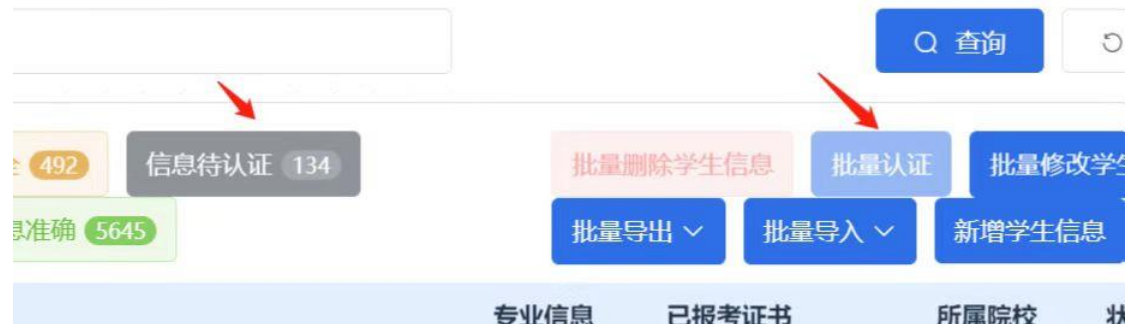 查询
492
信息待认证 134
批量删除学生信息
批量认证
批量修改学
息准确 5645
批量导出
批量导入
新增学生信息
专业信息
已报考证书
所属院校
状